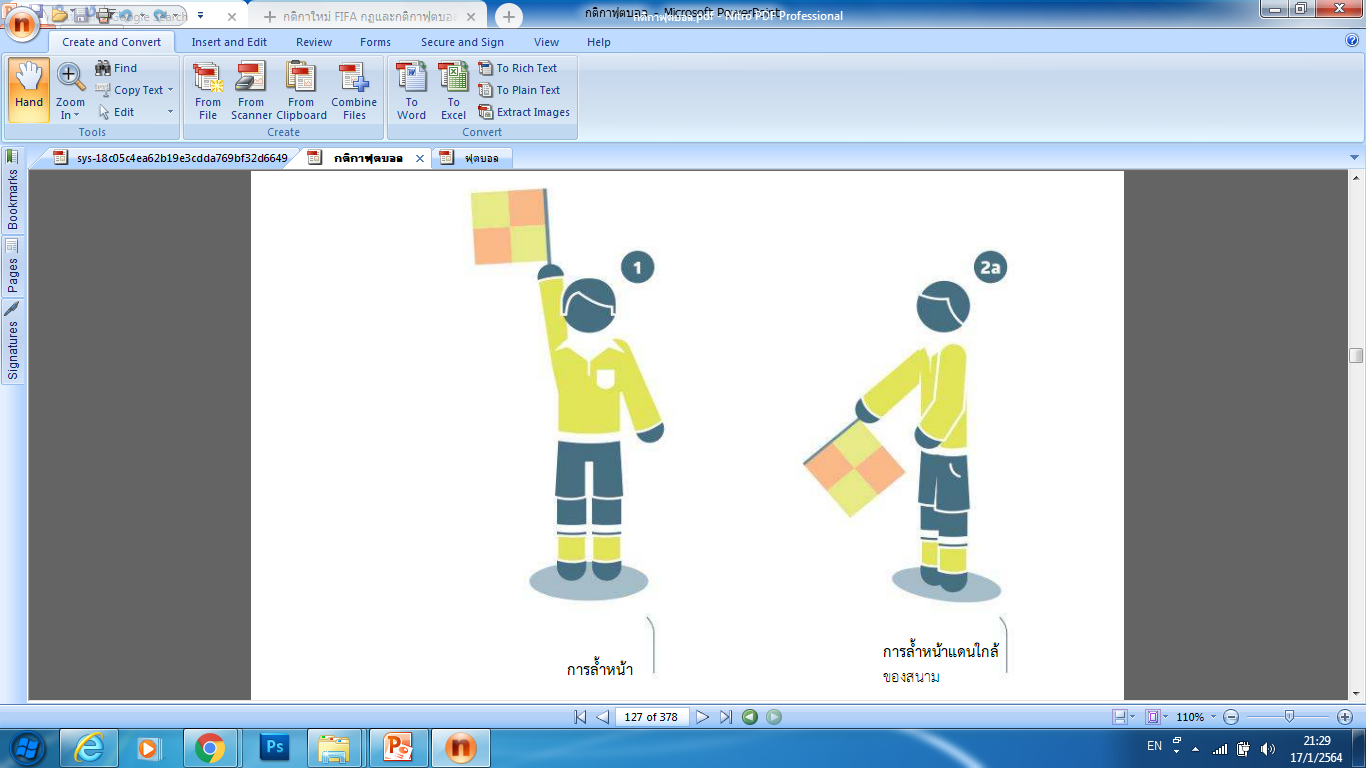 Google Search
กติกาใหม่ FIFA กฎและกติกาฟุตบอล
กติกาฟุตบอล - Microsoft PowerPoint
กติกาฟุตบอล.pdf - Nitro PDF Professional
Create and Convert
Insert and Edit
Review
Forms
Secure and Sign
View
Help
Hand
Zoom In
Find
Copy Text
Edit
Tools
From File
From Scanner
From Clipboard
Combine Files
Create
To Word
To Excel
To Rich Text
To Plain Text
Extract Images
Convert
sys-18c05c4ea62b19e3cdda769bf32d6649
กติกาฟุตบอล
ฟุตบอล
Bookmarks
Pages
Signatures
1
2a
การล้ำหน้า
การล้ำหน้าแดนใกล้
ของสนาม
127 of 378
110%
Ps
EN
21:29
17/1/2564